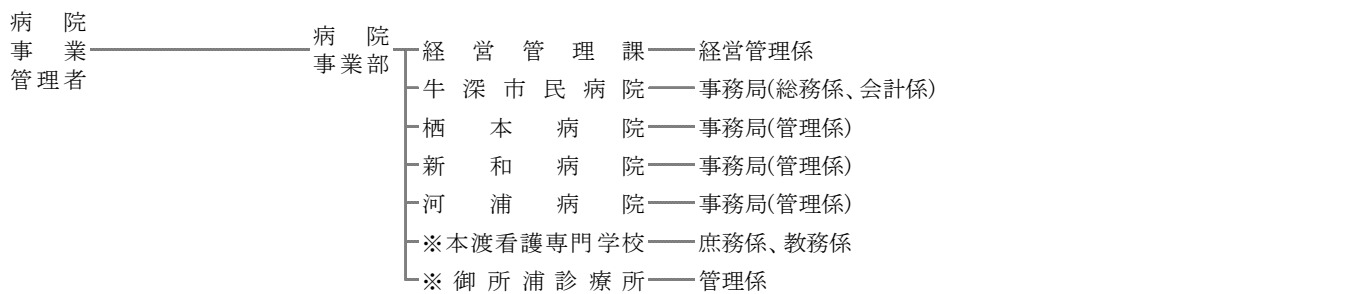 病院
事業
管理者
病院
事業部
経営管理課 経営管理係
牛深市民病院 事務局(総務係、会計係)
栖本病院 事務局(管理係)
新和病院 事務局(管理係)
河浦病院 事務局(管理係)
※本渡看護専門学校 庶務係、教務係
※御所浦診療所 管理係